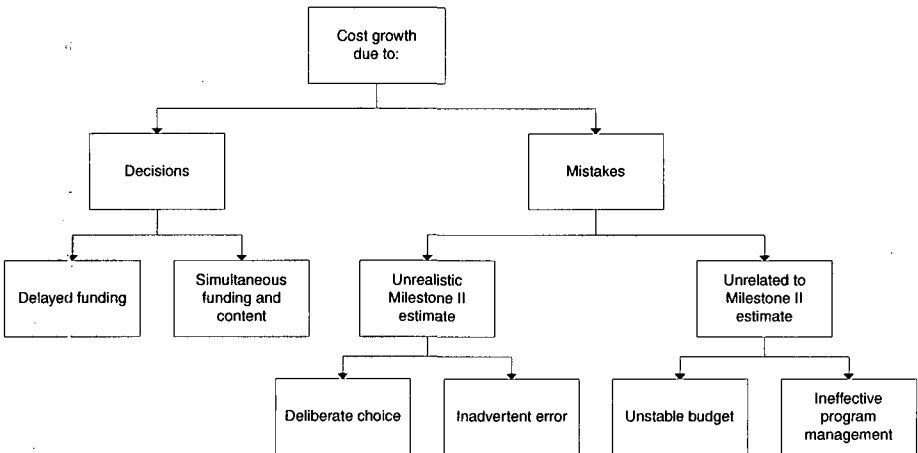 Cost growth
due to:
Decisions
Mistakes
Delayed funding
Simultaneous
funding and
content
Unrealistic
Milestone II
estimate
Unrelated to
Milestone II
estimate
Deliberate choice
Inadvertent error
Unstable budget
Ineffective
program
management